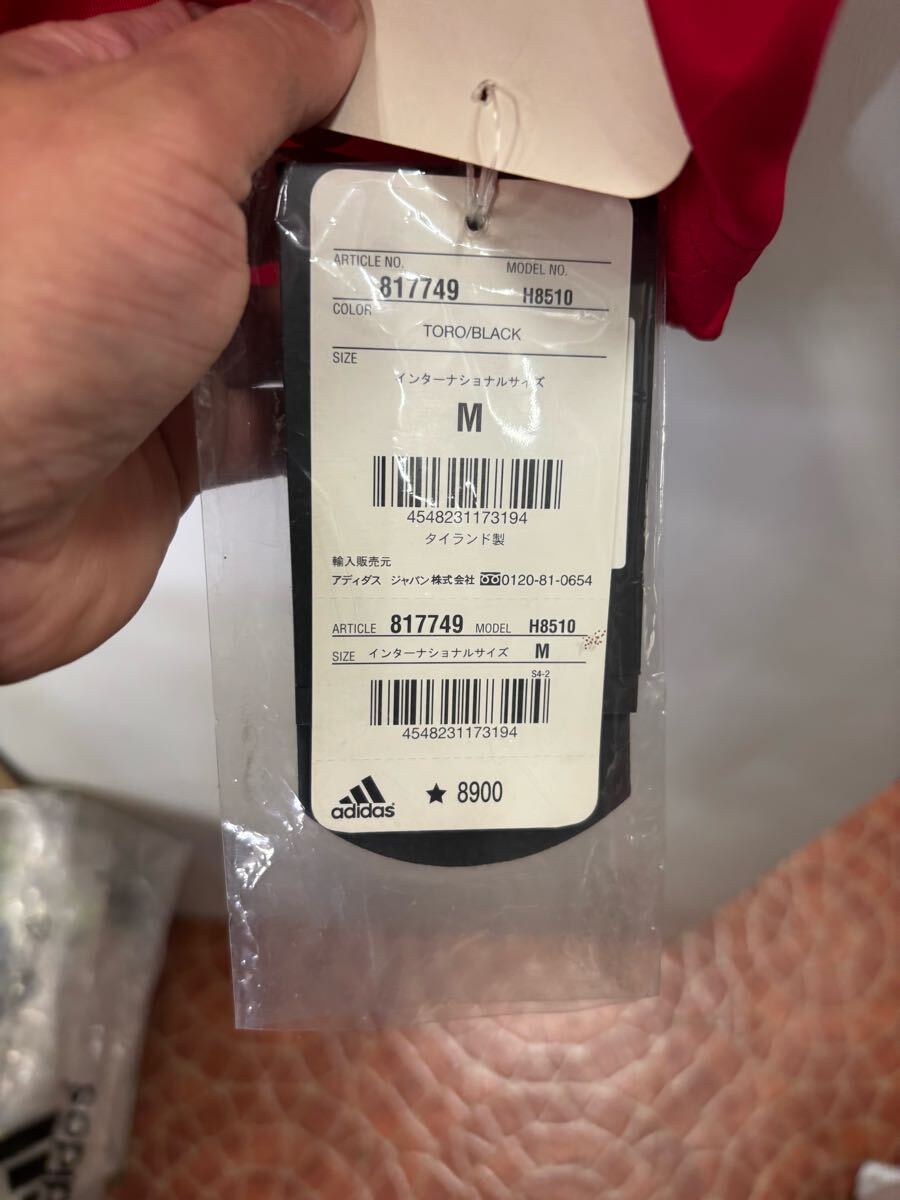 ARTICLE NO. MODEL NO.
817749 H8510
COLOR
TORO/BLACK
SIZE
インターナショナルサイズ
M
4548231173194
タイランド製
輸入販売元
アディダス ジャパン株式会社 0120-81-0654
ARTICLE 817749 MODEL H8510
SIZE インターナショナルサイズ M
S4-2
4548231173194
adidas ★ 8900
adidas